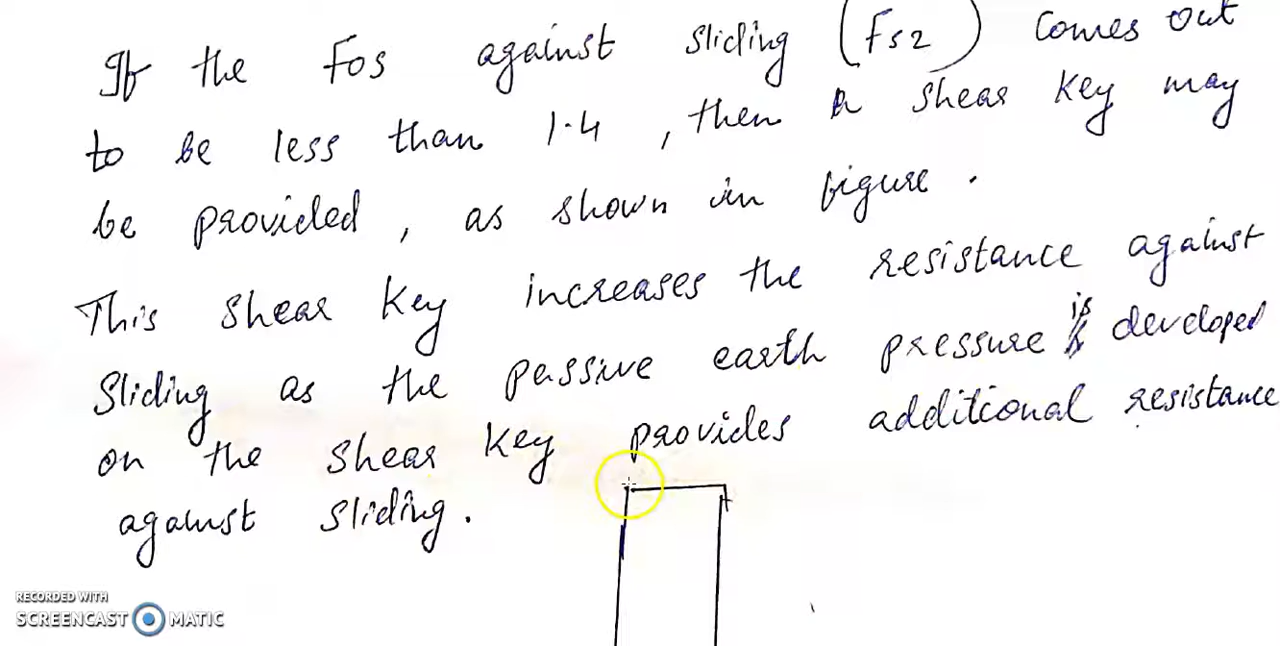 If the Fos against sliding (Fs2) comes out
to be less than 1.4, then a shear key may
be provided, as shown in figure.
This shear key increases the resistance against
sliding as the passive earth pressure is developed
on the shear key provides additional resistance
against sliding.
RECORDED WITH
SCREENCAST MATIC